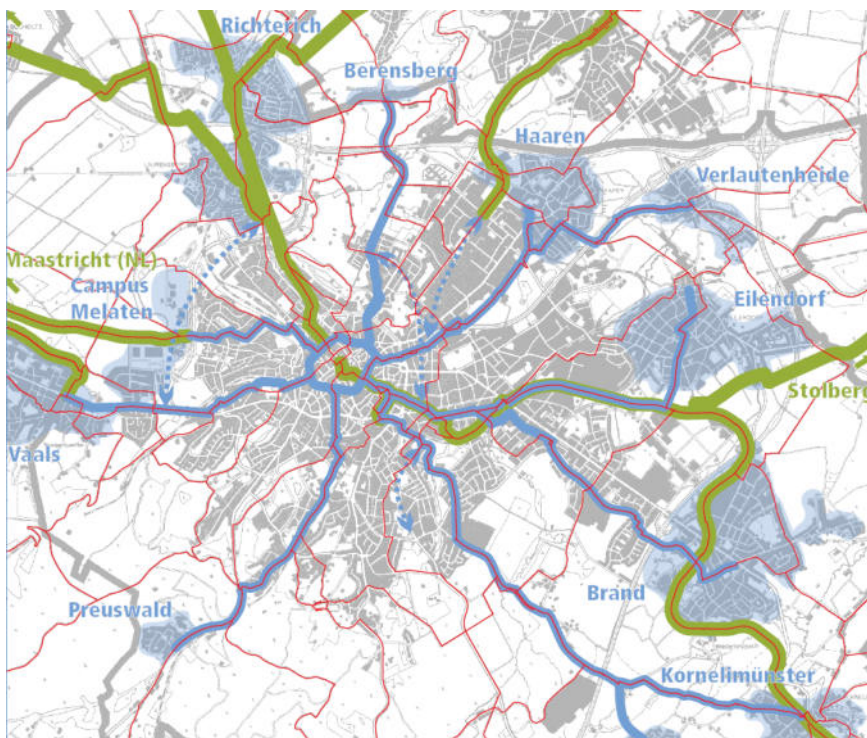 Richterich
Berensberg
Haaren
Verlautenheide
Maastricht (NL)
Campus
Melaten
Eilendorf
Stolberg
Vaals
Preuswald
Brand
Kornelimünster